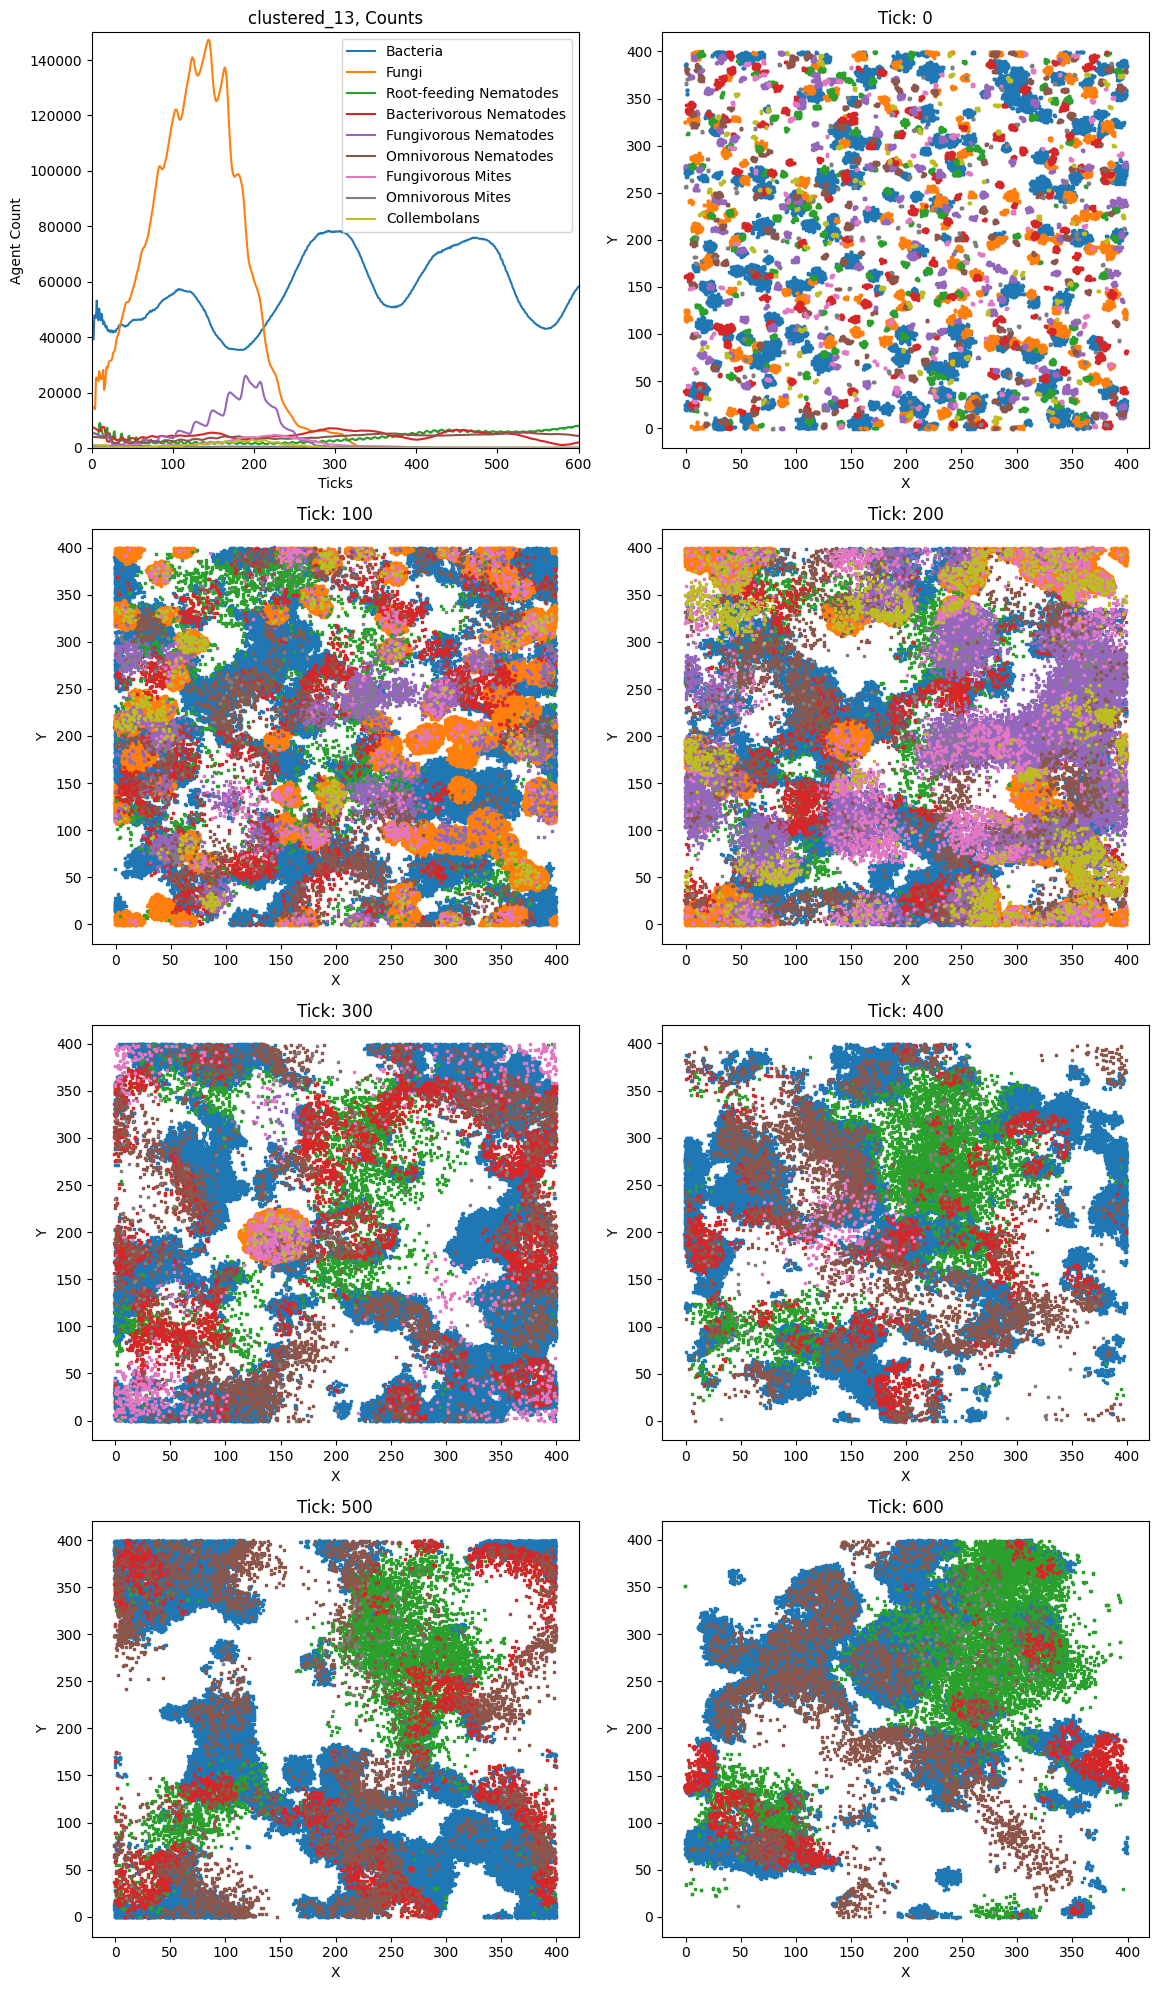 clustered_13, Counts
140000
120000
100000
80000
60000
40000
20000
0
Agent Count
0 100 200 300 400 500 600
Ticks
Bacteria
Fungi
Root-feeding Nematodes
Bacterivorous Nematodes
Fungivorous Nematodes
Omnivorous Nematodes
Fungivorous Mites
Omnivorous Mites
Collembolans
Tick: 0
400
350
300
250
200
150
100
50
0
Y
0 50 100 150 200 250 300 350 400
X
Tick: 100
400
350
300
250
200
150
100
50
0
Y
0 50 100 150 200 250 300 350 400
X
Tick: 200
400
350
300
250
200
150
100
50
0
Y
0 50 100 150 200 250 300 350 400
X
Tick: 300
400
350
300
250
200
150
100
50
0
Y
0 50 100 150 200 250 300 350 400
X
Tick: 400
400
350
300
250
200
150
100
50
0
Y
0 50 100 150 200 250 300 350 400
X
Tick: 500
400
350
300
250
200
150
100
50
0
Y
0 50 100 150 200 250 300 350 400
X
Tick: 600
400
350
300
250
200
150
100
50
0
Y
0 50 100 150 200 250 300 350 400
X